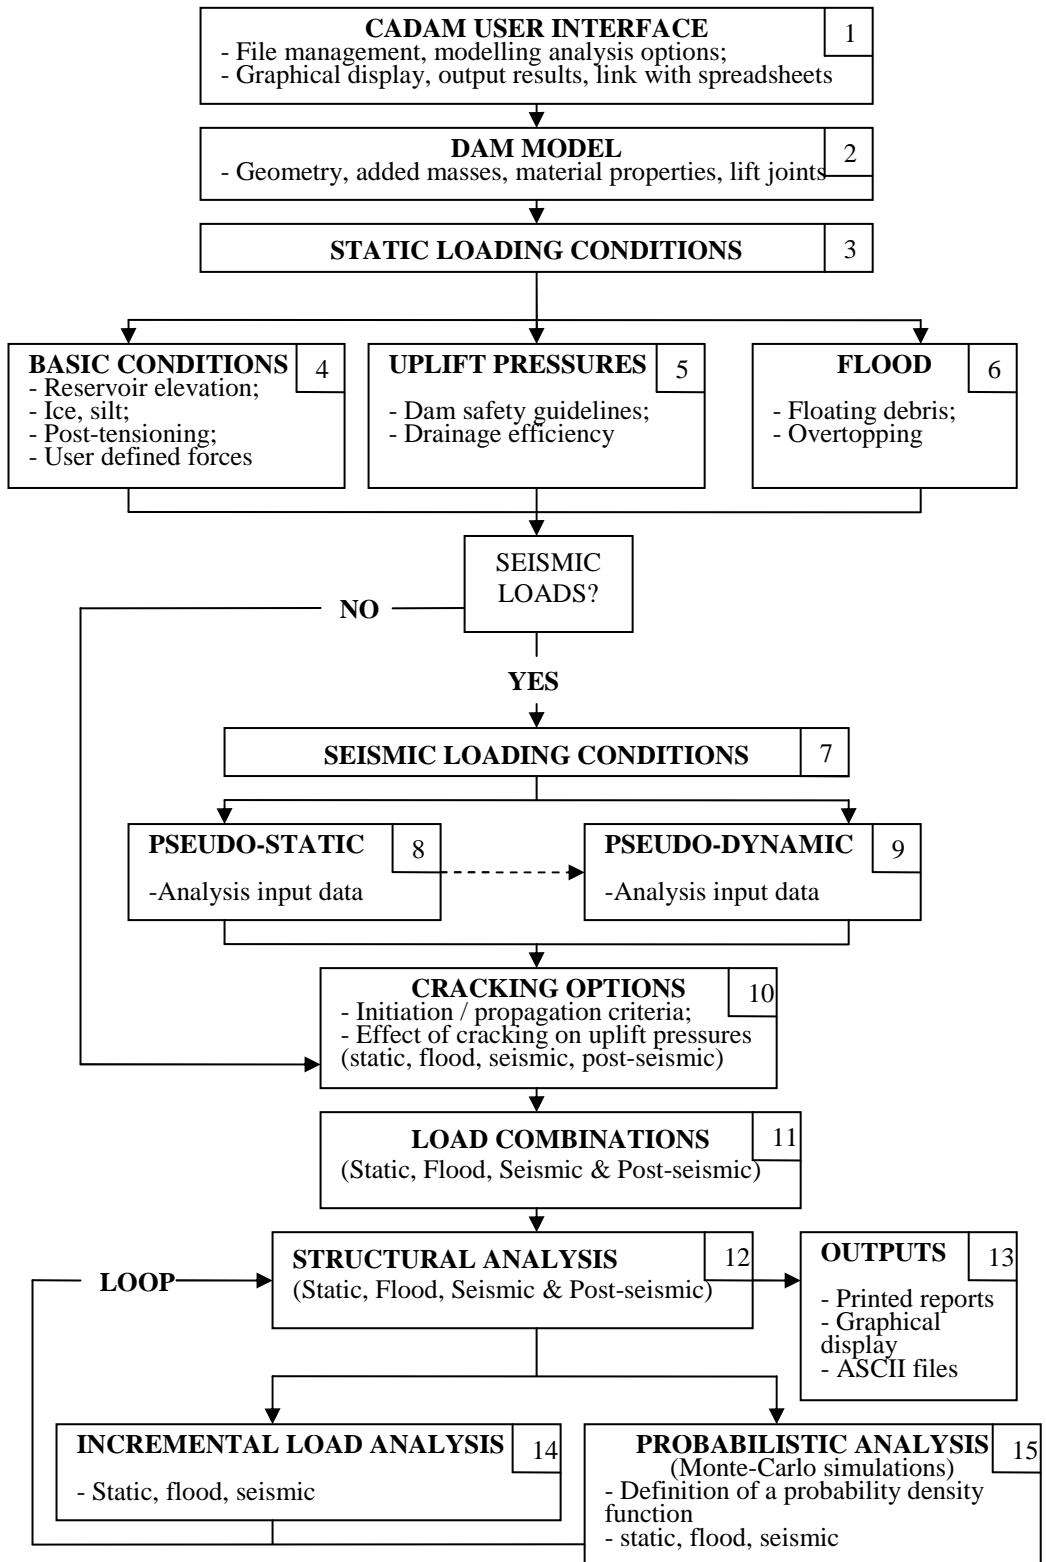 CADAM USER INTERFACE
1
- File management, modelling analysis options;
- Graphical display, output results, link with spreadsheets
DAM MODEL
2
- Geometry, added masses, material properties, lift joints
STATIC LOADING CONDITIONS
3
BASIC CONDITIONS
4
- Reservoir elevation;
- Ice, silt;
- Post-tensioning;
- User defined forces
UPLIFT PRESSURES
5
- Dam safety guidelines;
- Drainage efficiency
FLOOD
6
- Floating debris;
- Overtopping
SEISMIC
LOADS?
NO
YES
SEISMIC LOADING CONDITIONS
7
PSEUDO-STATIC
8
-Analysis input data
PSEUDO-DYNAMIC
9
-Analysis input data
CRACKING OPTIONS
10
- Initiation / propagation criteria;
- Effect of cracking on uplift pressures
(static, flood, seismic, post-seismic)
LOAD COMBINATIONS
11
(Static, Flood, Seismic & Post-seismic)
STRUCTURAL ANALYSIS
12
(Static, Flood, Seismic & Post-seismic)
LOOP
OUTPUTS
13
- Printed reports
- Graphical
display
- ASCII files
INCREMENTAL LOAD ANALYSIS
14
- Static, flood, seismic
PROBABILISTIC ANALYSIS
15
(Monte-Carlo simulations)
- Definition of a probability density
function
- static, flood, seismic